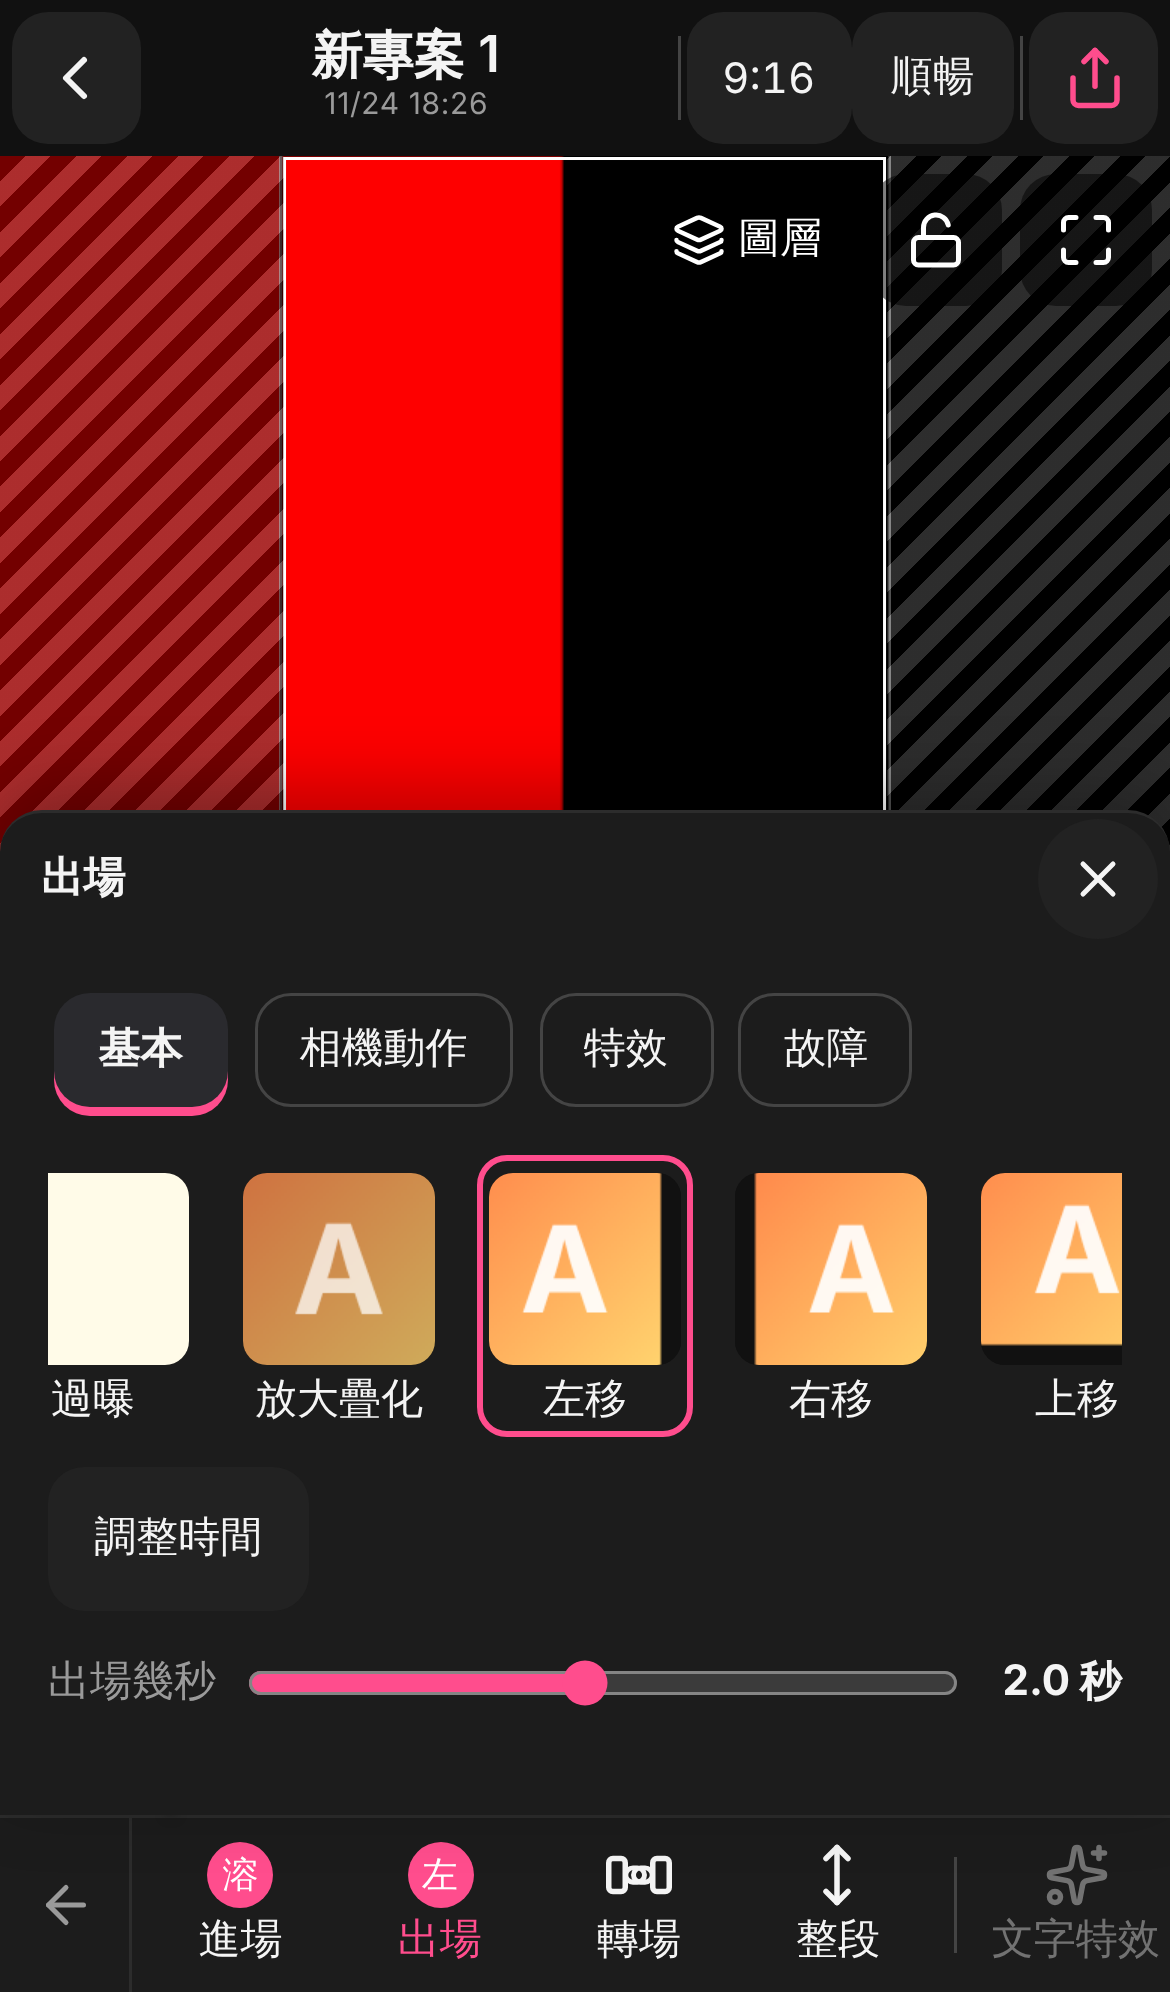 新專案 1
11/24 18:26
9:16
順暢
圖層
出場
基本
相機動作
特效
故障
A
A
A
A
過曝
放大疊化
左移
右移
上移
調整時間
出場幾秒
2.0 秒
溶
進場
左
出場
轉場
整段
文字特效